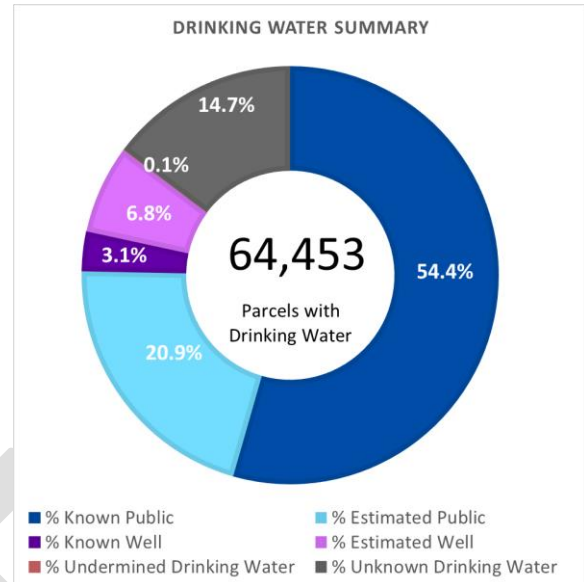 DRINKING WATER SUMMARY
14.7%
0.1%
6.8%
3.1%
20.9%
54.4%
64,453
Parcels with
Drinking Water
% Known Public
% Estimated Public
% Known Well
% Estimated Well
% Undermined Drinking Water
% Unknown Drinking Water